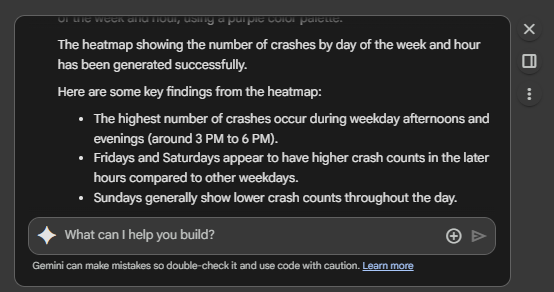 of the week and hour, using a purple color palette.
The heatmap showing the number of crashes by day of the week and hour
has been generated successfully.
Here are some key findings from the heatmap:
• The highest number of crashes occur during weekday afternoons and
evenings (around 3 PM to 6 PM).
• Fridays and Saturdays appear to have higher crash counts in the later
hours compared to other weekdays.
• Sundays generally show lower crash counts throughout the day.
What can I help you build?
Gemini can make mistakes so double-check it and use code with caution. Learn more